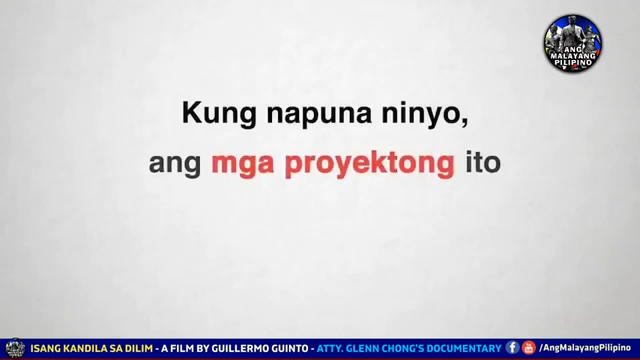 ANG
MALAYANG
PILIPINO
Kung napuna ninyo,
ang mga proyektong ito
ISANG KANDILA SA DILIM - A FILM BY GUILLERMO GUINTO - ATTY. GLENN CHONG'S DOCUMENTARY /AngMalayangPilipino